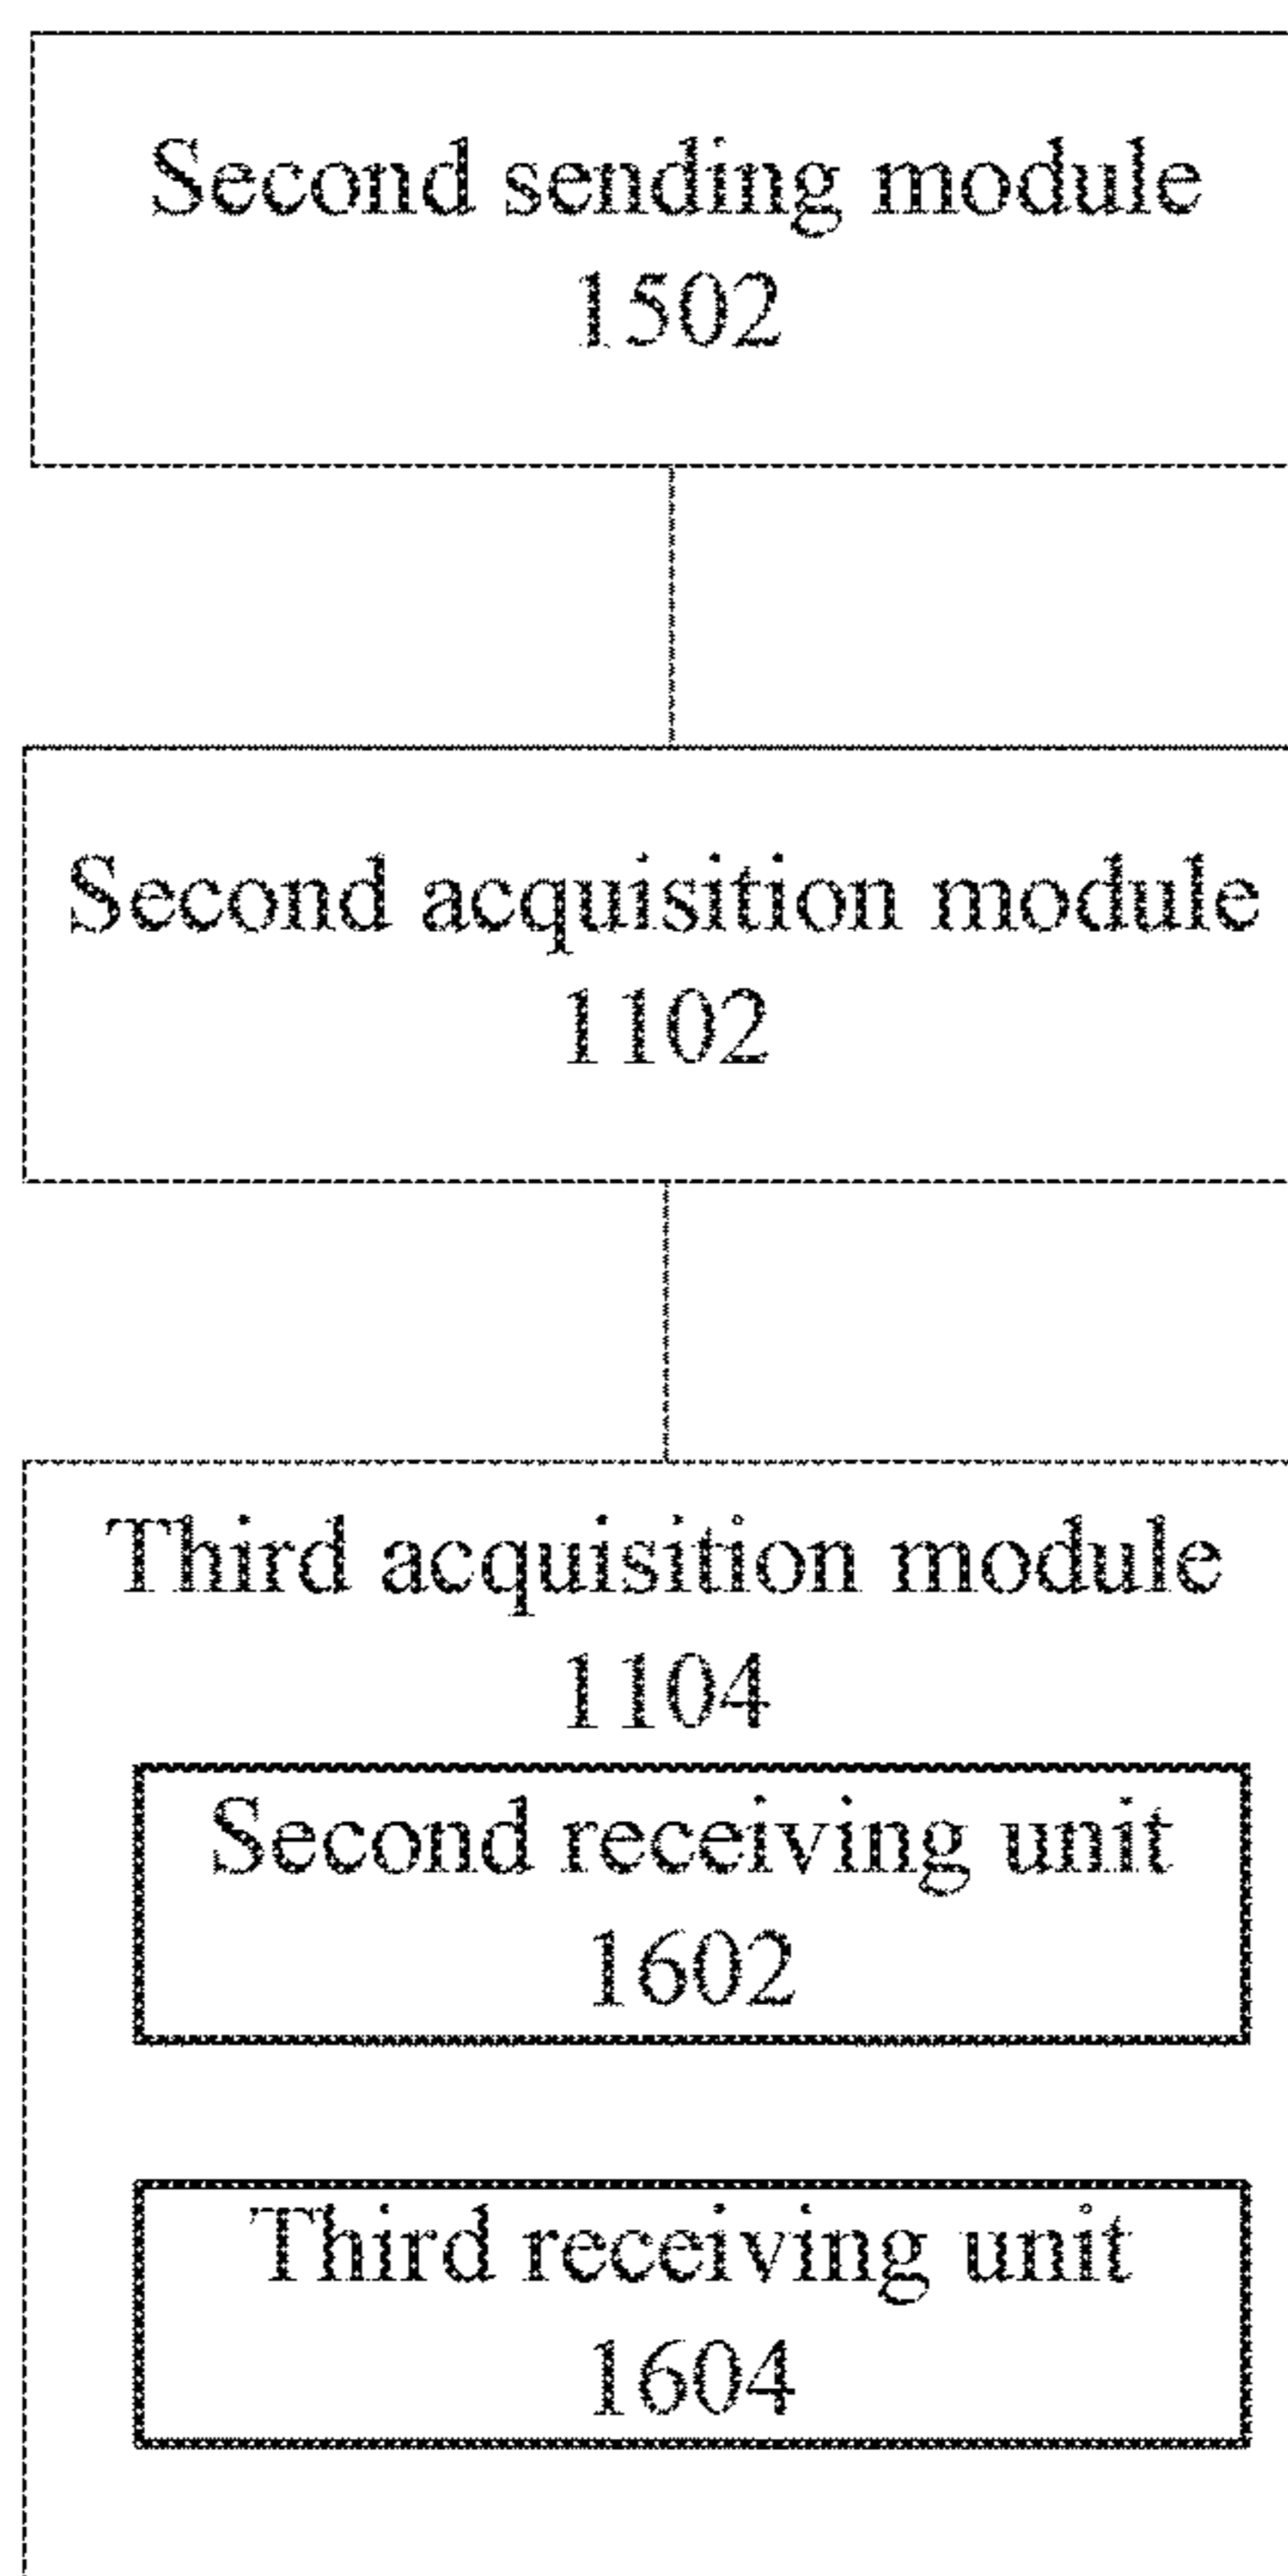 Second sending module
1502
Second acquisition module
1102
Third acquisition module
1104
Second receiving unit
1602
Third receiving unit
1604